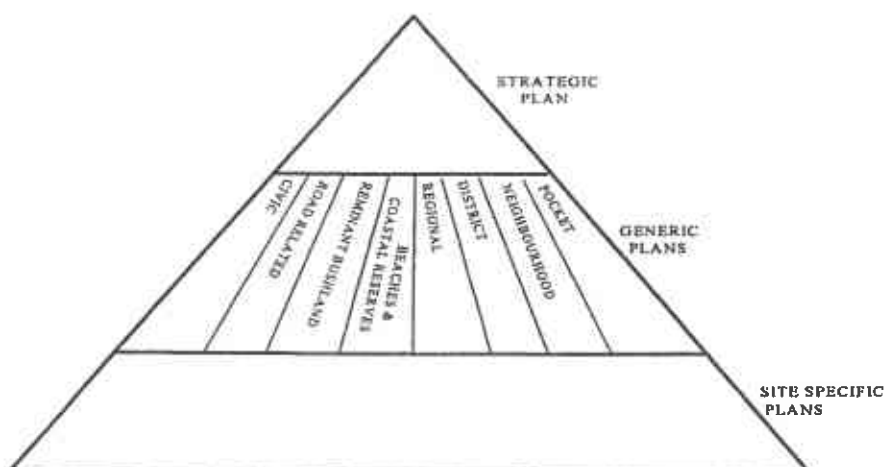 STRATEGIC
PLAN
CIVIC
ROAD RELATED
REMNANT BUSHLAND
BEACHES &
COASTAL RESERVES
REGIONAL
DISTRICT
NEIGHBOURHOOD
POCKET
GENERIC
PLANS
SITE SPECIFIC
PLANS